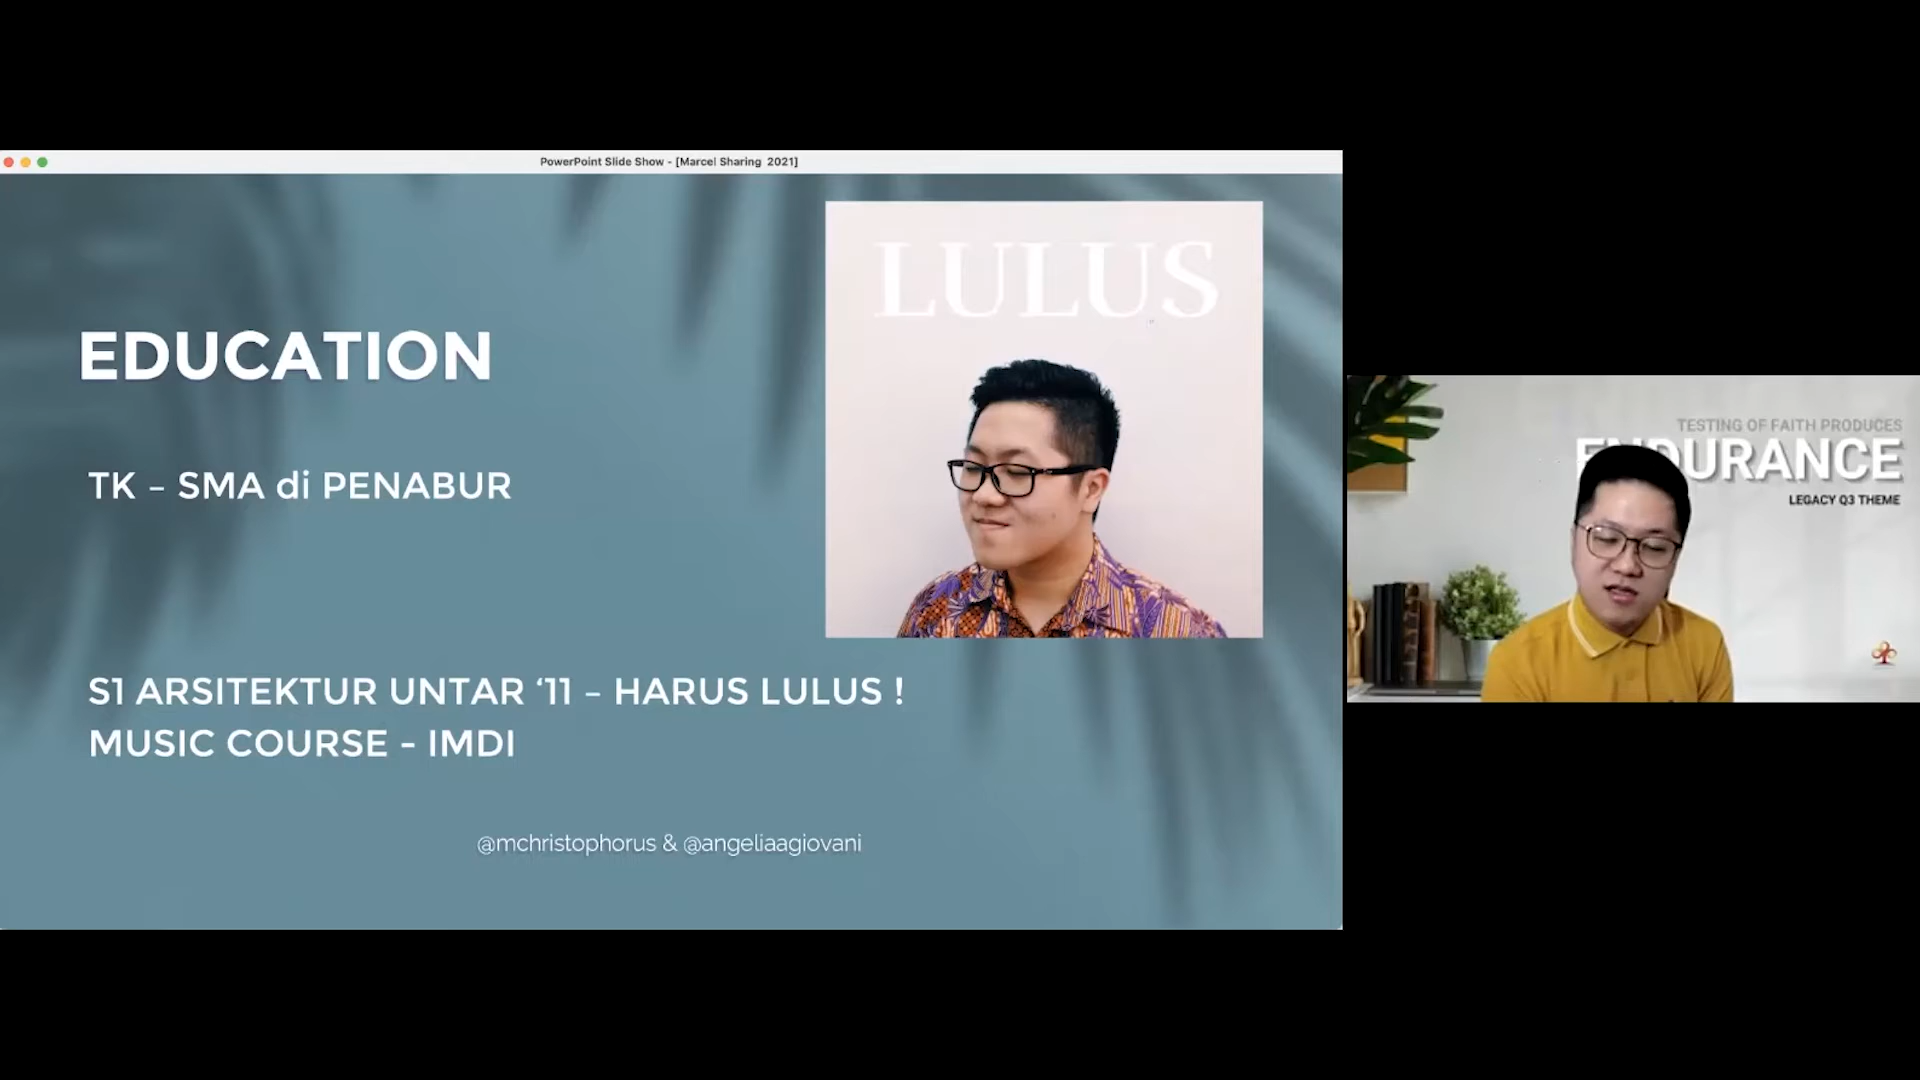 PowerPoint Slide Show - [Marcel Sharing 2021]
LULUS
EDUCATION
TK – SMA di PENABUR
S1 ARSITEKTUR UNTAR ‘11 – HARUS LULUS !
MUSIC COURSE - IMDI
@mchristophorus & @angeliaagiovani
TESTING OF FAITH PRODUCES
ENDURANCE
LEGACY Q3 THEME